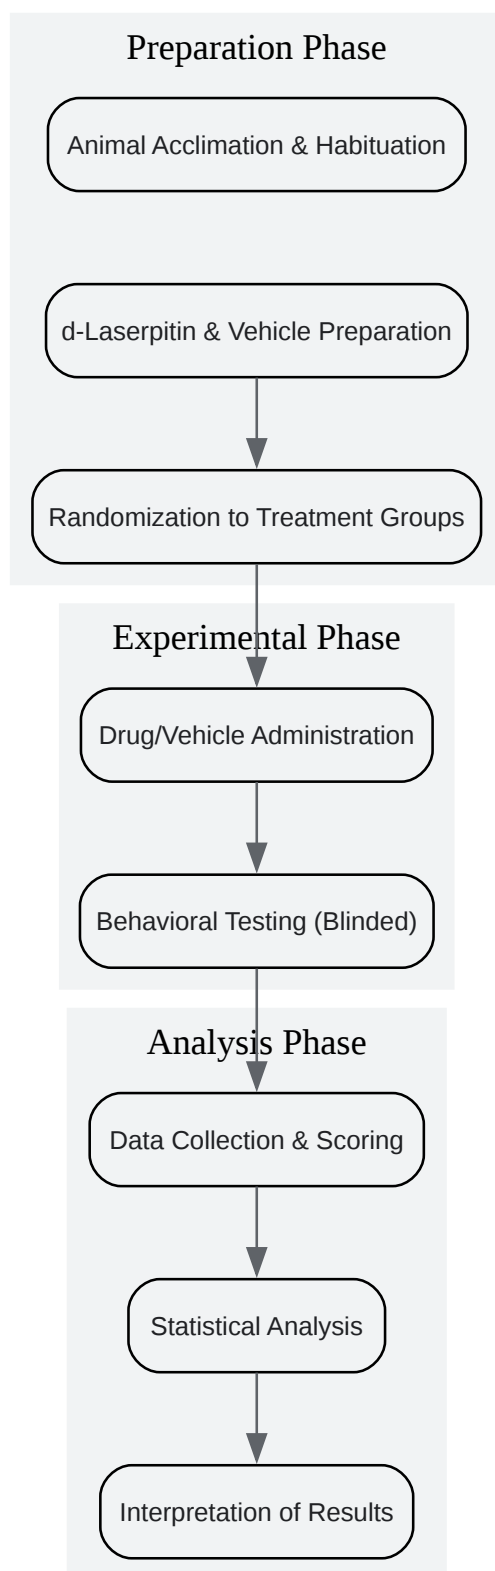 Preparation Phase
Animal Acclimation & Habituation
d-Laserpitin & Vehicle Preparation
Randomization to Treatment Groups
Experimental Phase
Drug/Vehicle Administration
Behavioral Testing (Blinded)
Analysis Phase
Data Collection & Scoring
Statistical Analysis
Interpretation of Results